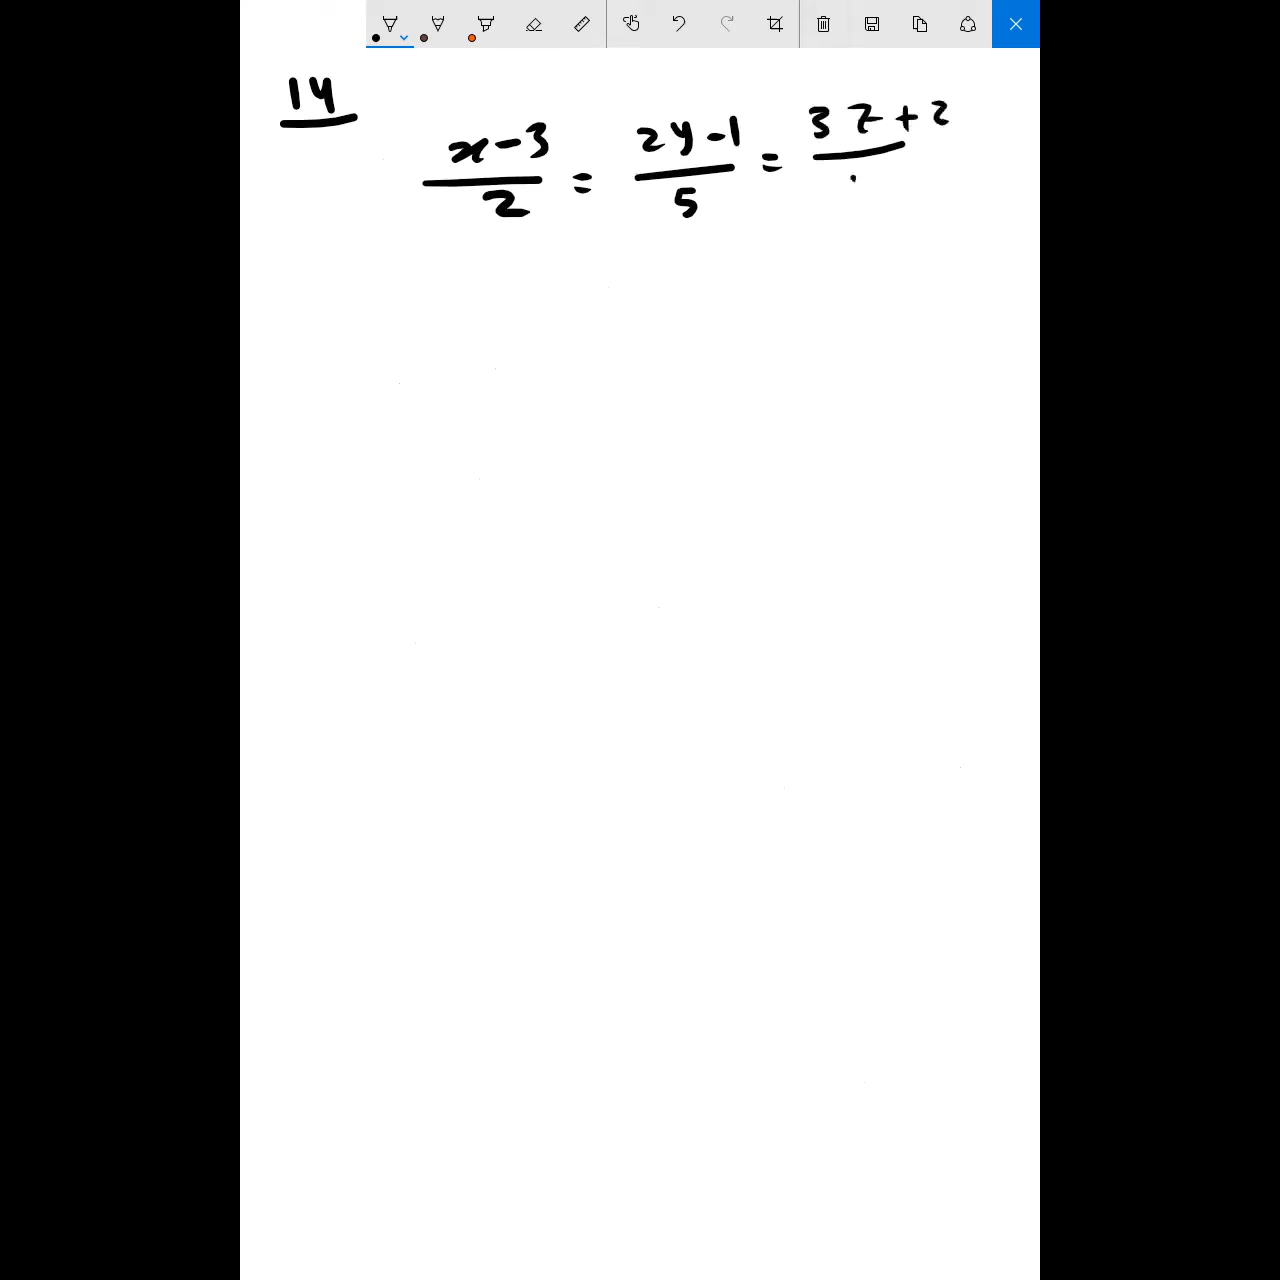 14
x-3/2 = 2y-1/5 = 3z+2/